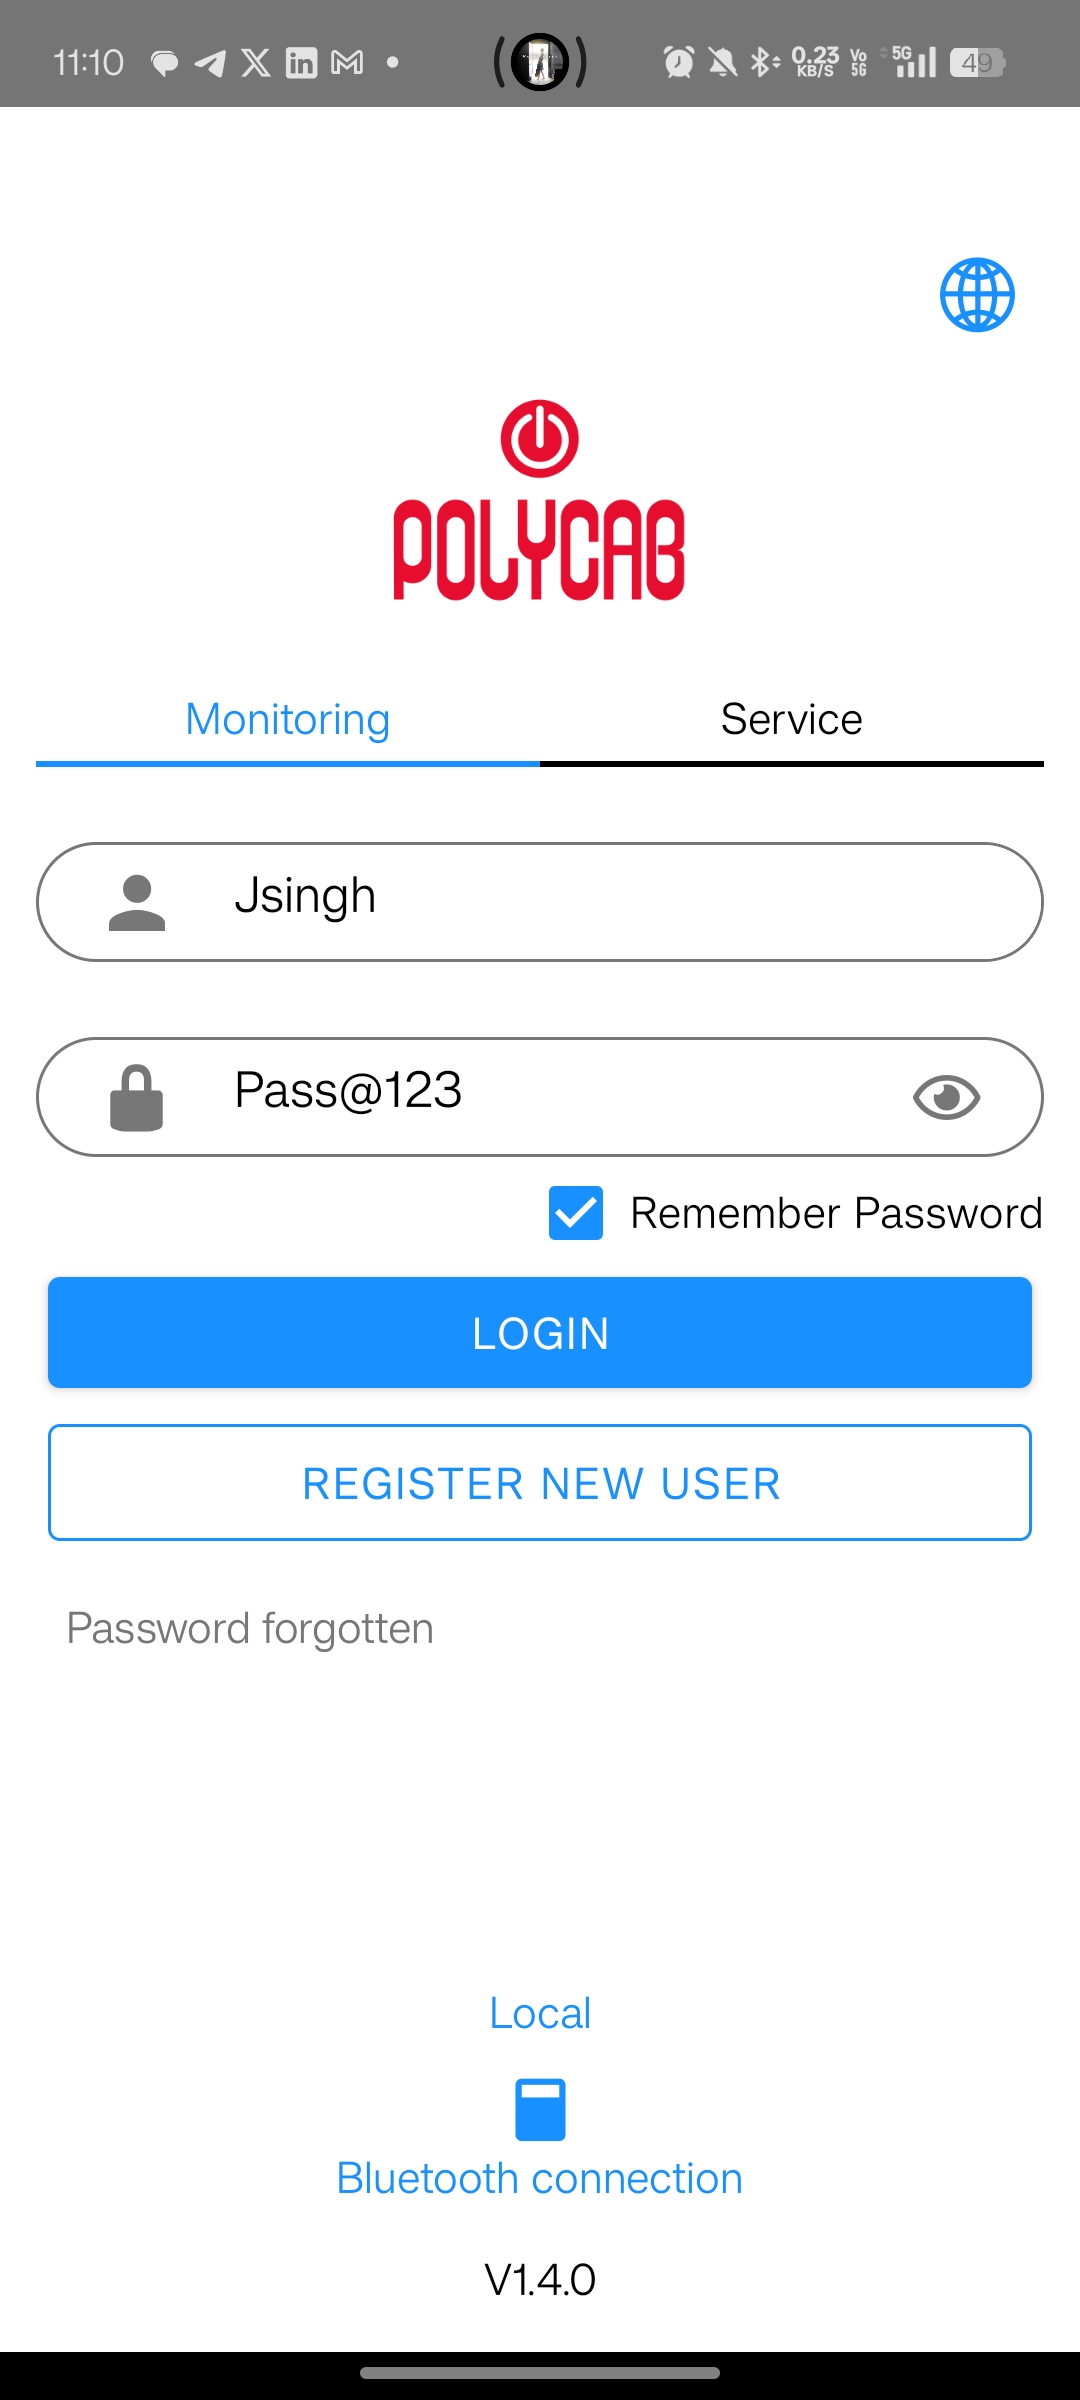 11:10 0.23 KB/S Vo 5G 5G 49
POLYCAB
Monitoring Service
Jsingh
Pass@123
Remember Password
LOGIN
REGISTER NEW USER
Password forgotten
Local
Bluetooth connection
V1.4.0